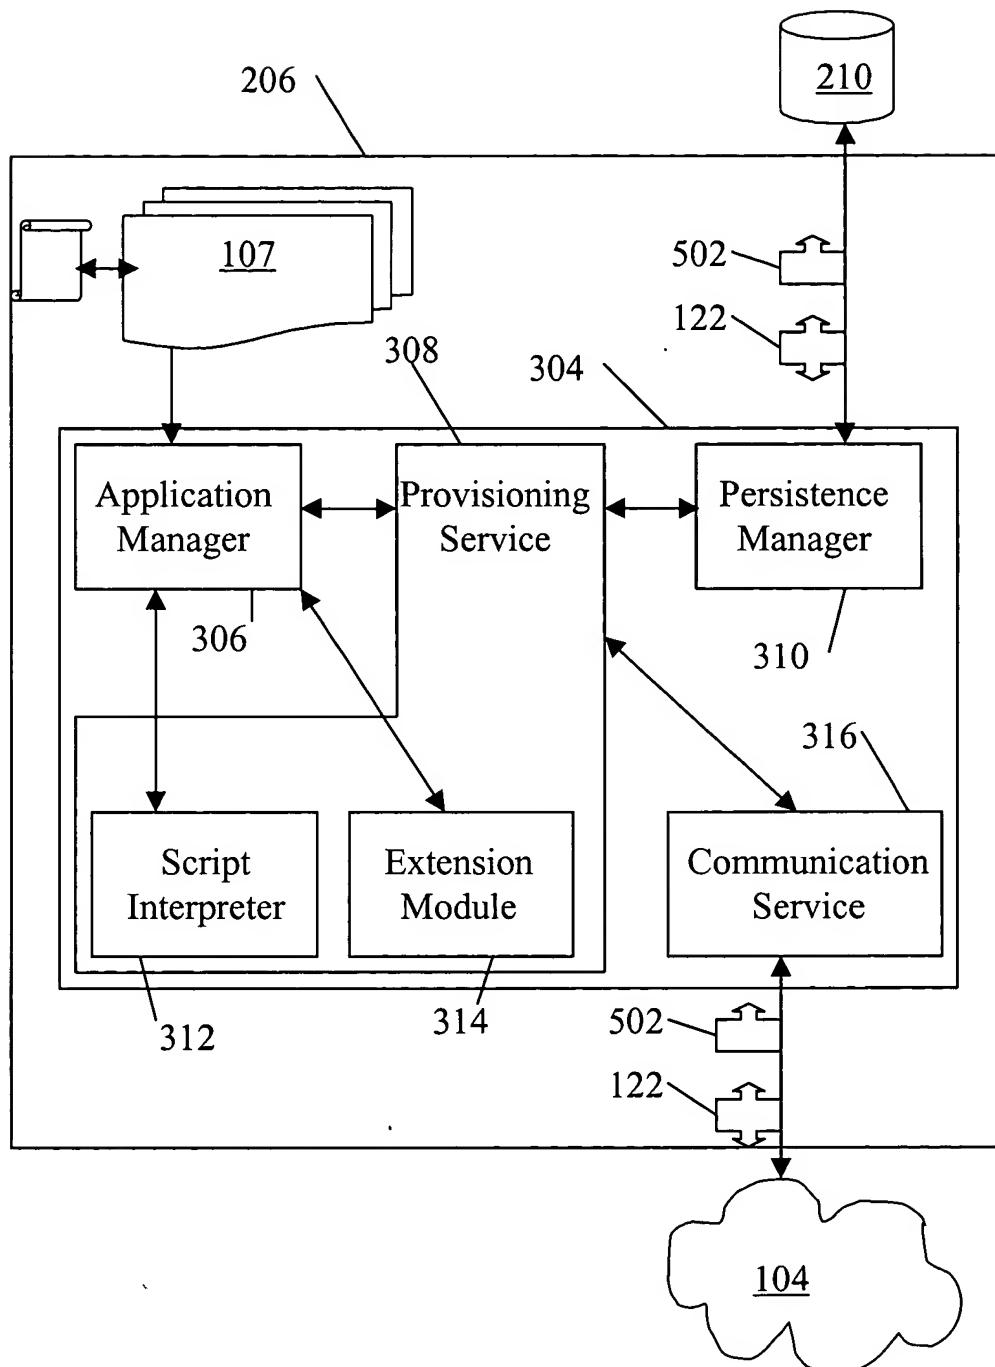 210
206
107
502
122
308
304
Application
Manager
Provisioning
Service
Persistence
Manager
306
310
316
Script
Interpreter
Extension
Module
Communication
Service
312
314
502
122
104